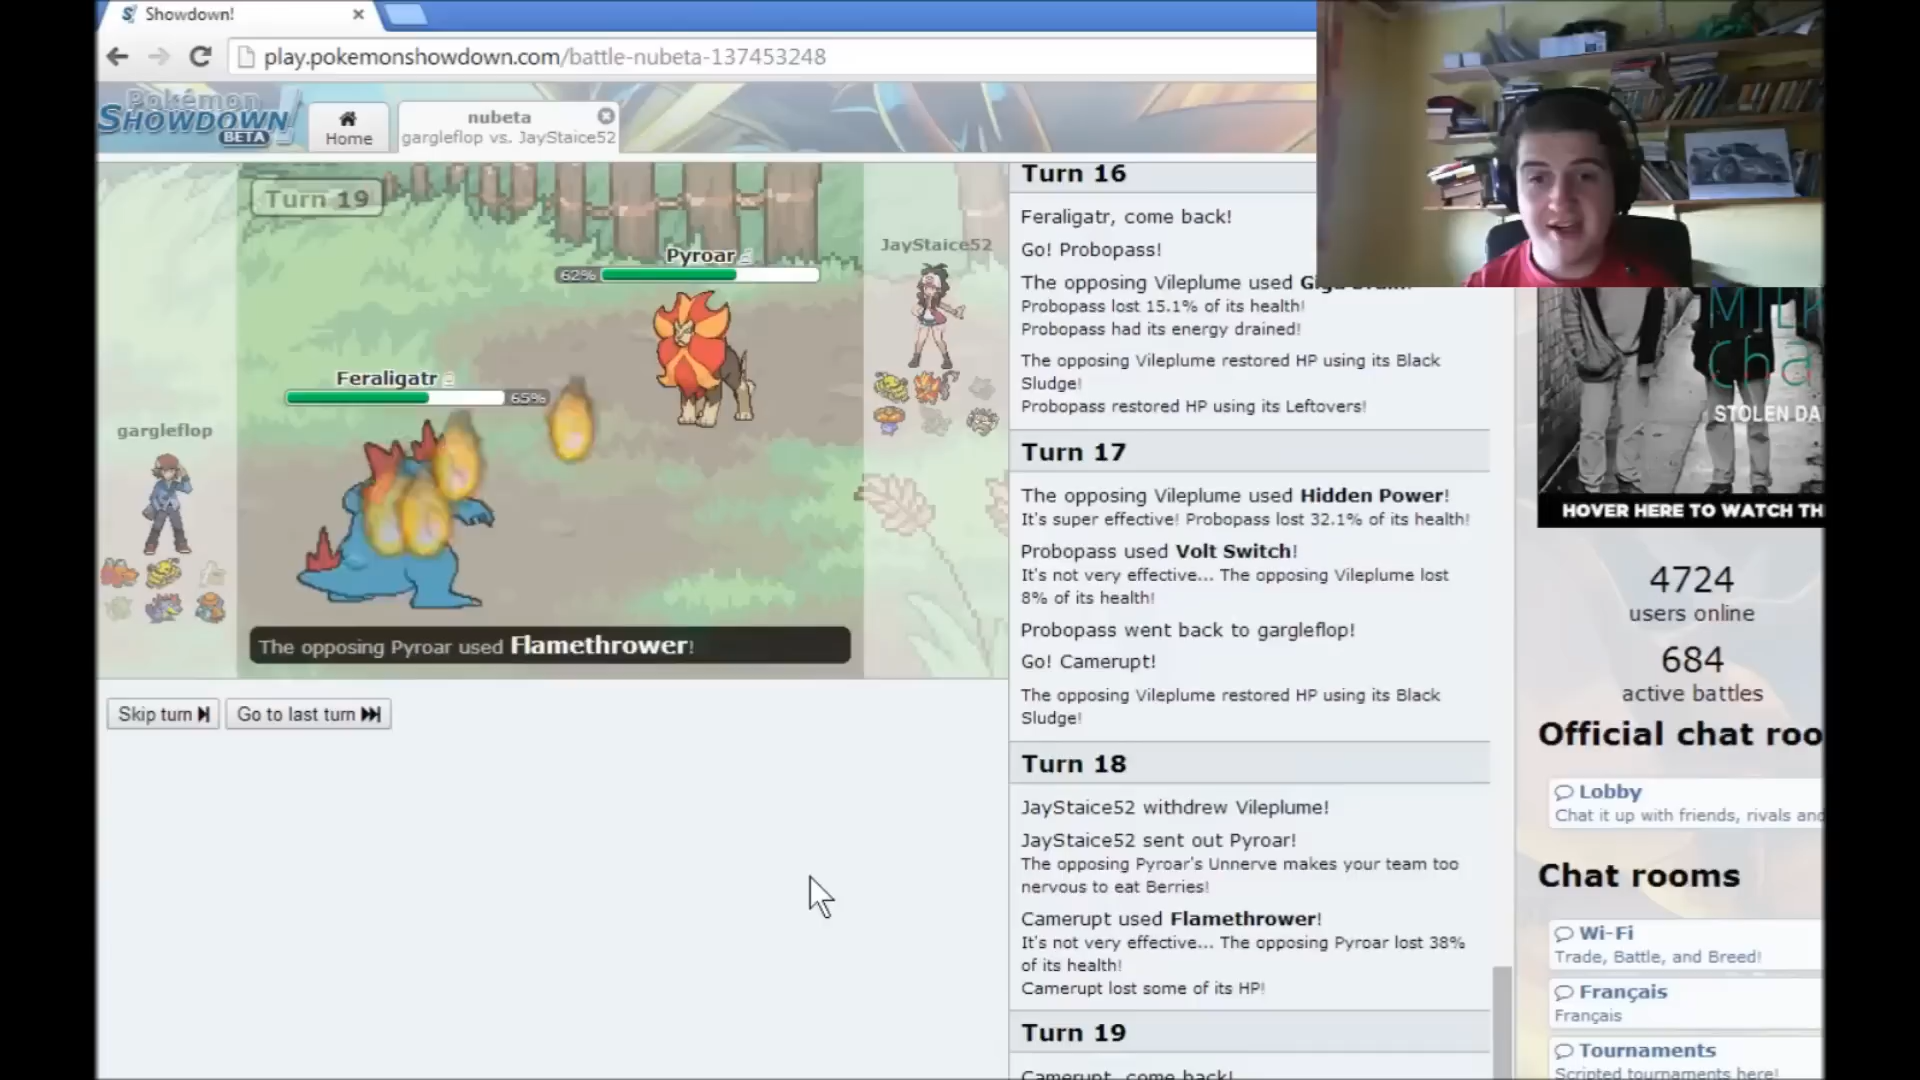 Showdown!
play.pokemonshowdown.com/battle-nubeta-137453248
Pokémon
SHOWDOWN
BETA
Home
nubeta
gargleflop vs. JayStaice52
Turn 19
Pyroar
62%
Feraligatr
65%
gargleflop
JayStaice52
The opposing Pyroar used Flamethrower!
Skip turn
Go to last turn
Turn 16
Feraligatr, come back!
Go! Probopass!
The opposing Vileplume used Giga Drain!
Probopass lost 15.1% of its health!
Probopass had its energy drained!
The opposing Vileplume restored HP using its Black
Sludge!
Probopass restored HP using its Leftovers!
Turn 17
The opposing Vileplume used Hidden Power!
It's super effective! Probopass lost 32.1% of its health!
Probopass used Volt Switch!
It's not very effective... The opposing Vileplume lost
8% of its health!
Probopass went back to gargleflop!
Go! Camerupt!
The opposing Vileplume restored HP using its Black
Sludge!
Turn 18
JayStaice52 withdrew Vileplume!
JayStaice52 sent out Pyroar!
The opposing Pyroar's Unnerve makes your team too
nervous to eat Berries!
Camerupt used Flamethrower!
It's not very effective... The opposing Pyroar lost 38%
of its health!
Camerupt lost some of its HP!
Turn 19
Camerupt, come back!
MILK
Cha
STOLEN DA
HOVER HERE TO WATCH TH
4724
users online
684
active battles
Official chat roo
Lobby
Chat it up with friends, rivals and
Chat rooms
Wi-Fi
Trade, Battle, and Breed!
Français
Français
Tournaments
Scripted tournaments here!